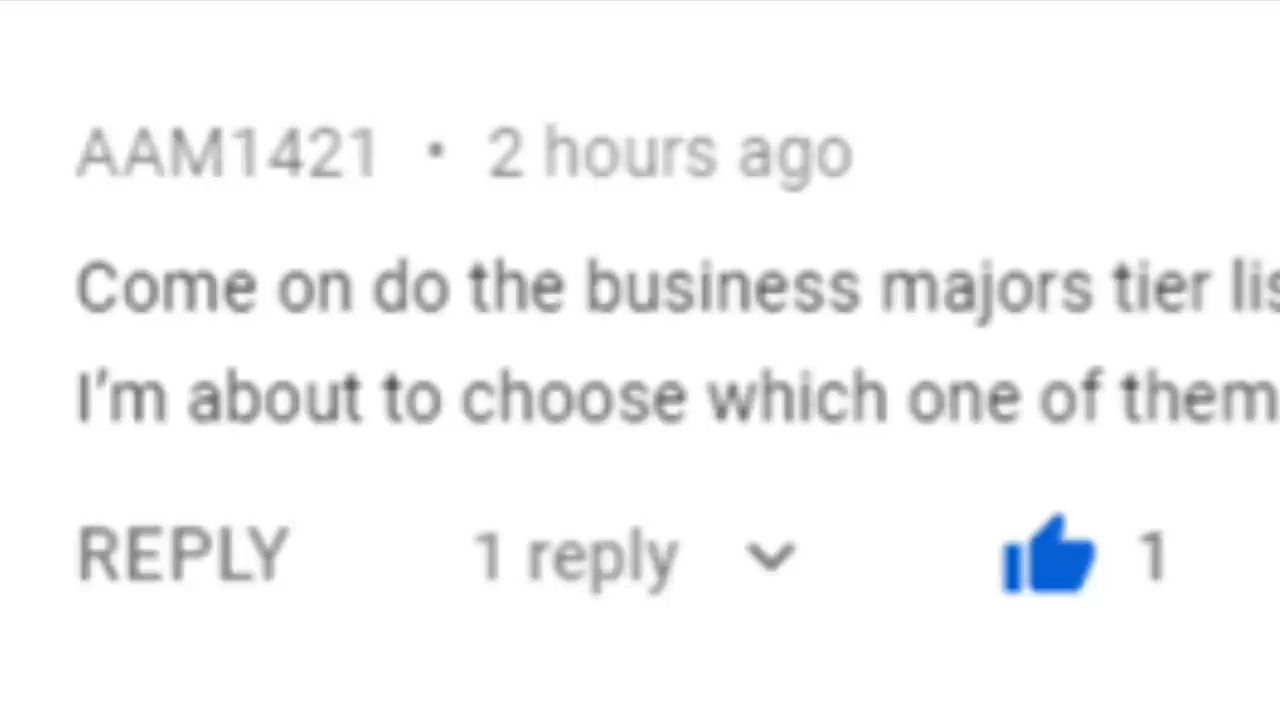 AAM1421 • 2 hours ago
Come on do the business majors tier lis
I'm about to choose which one of them
REPLY 1 reply 1